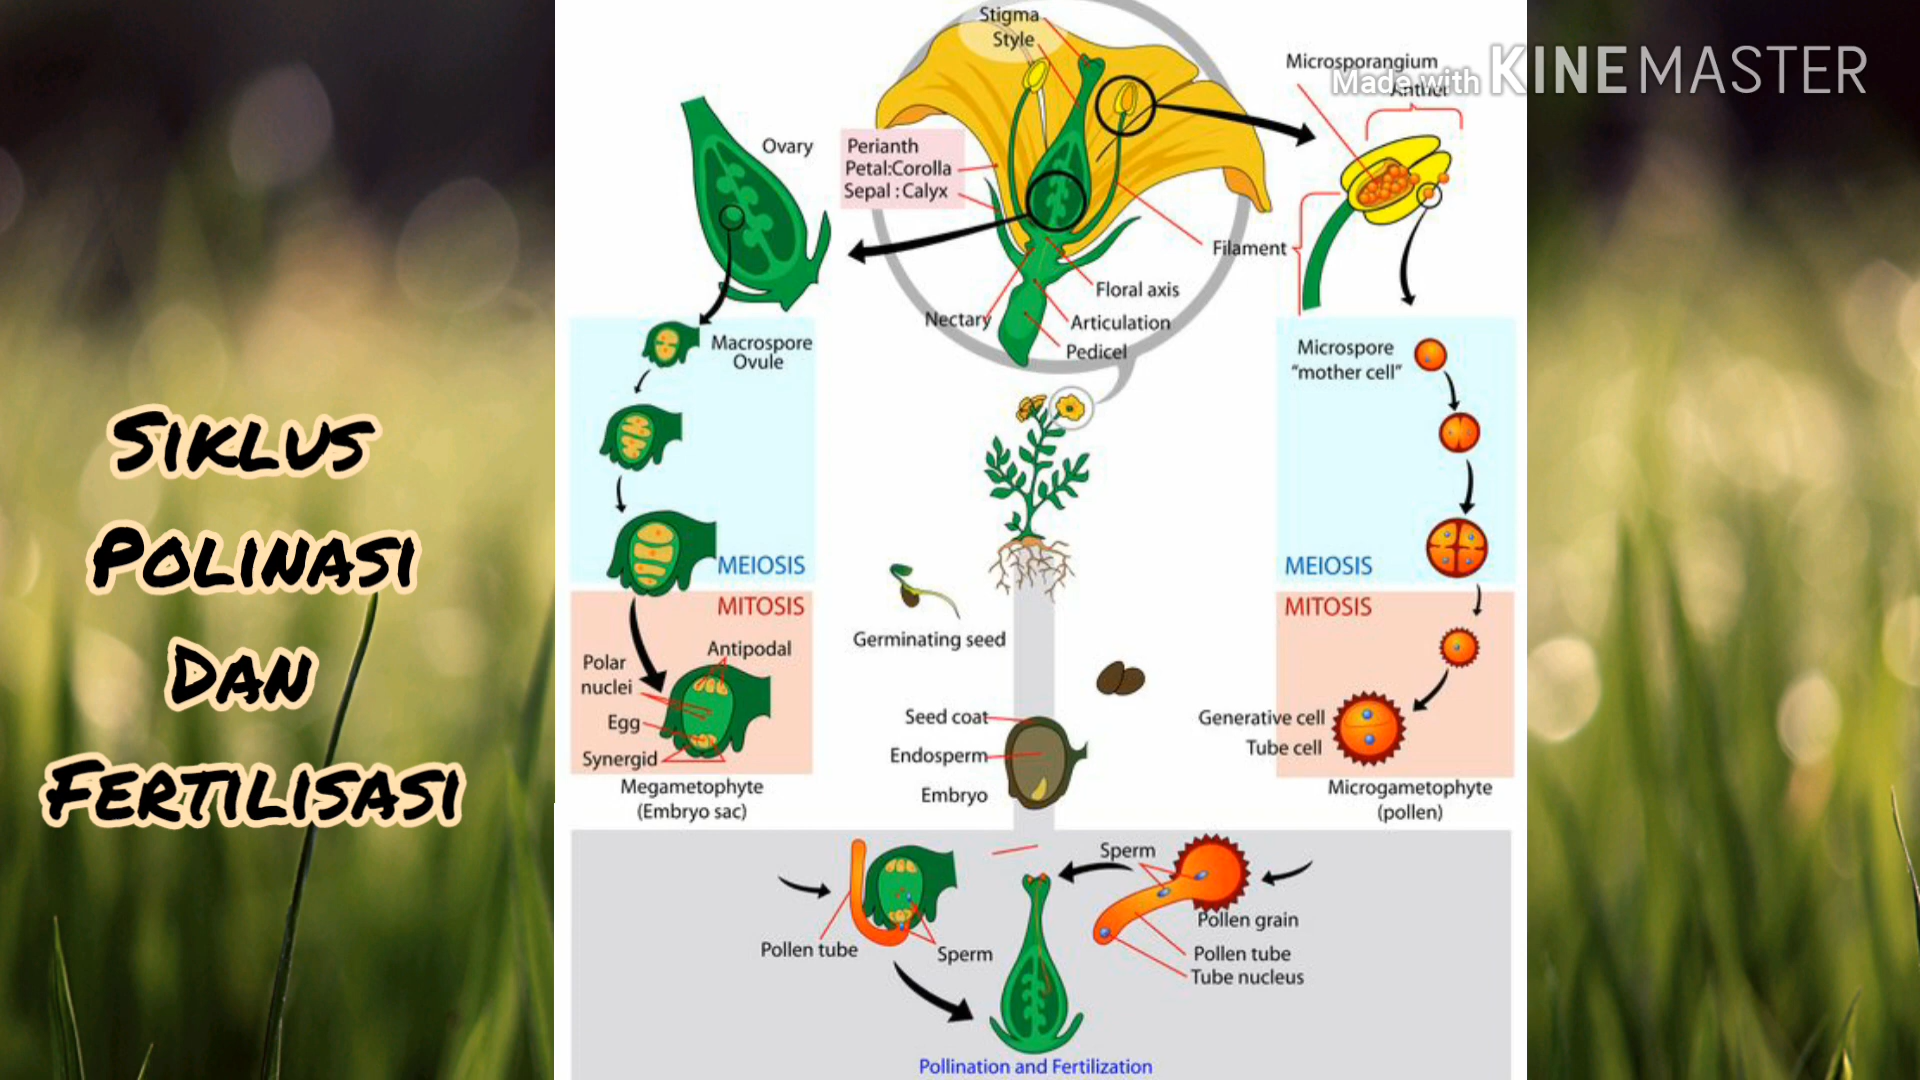 Siklus
Polinasi
Dan
Fertilisasi
Stigma
Style
Microsporangium
Anther
Made with KINEMASTER
Ovary
Perianth
Petal:Corolla
Sepal : Calyx
Filament
Floral axis
Nectary
Articulation
Pedicel
Macrospore
Ovule
MEIOSIS
MITOSIS
Antipodal
Polar
nuclei
Egg
Synergid
Megametophyte
(Embryo sac)
Germinating seed
Seed coat
Endosperm
Embryo
Microspore
“mother cell”
MEIOSIS
MITOSIS
Generative cell
Tube cell
Microgametophyte
(pollen)
Pollen tube
Sperm
Sperm
Pollen grain
Pollen tube
Tube nucleus
Pollination and Fertilization